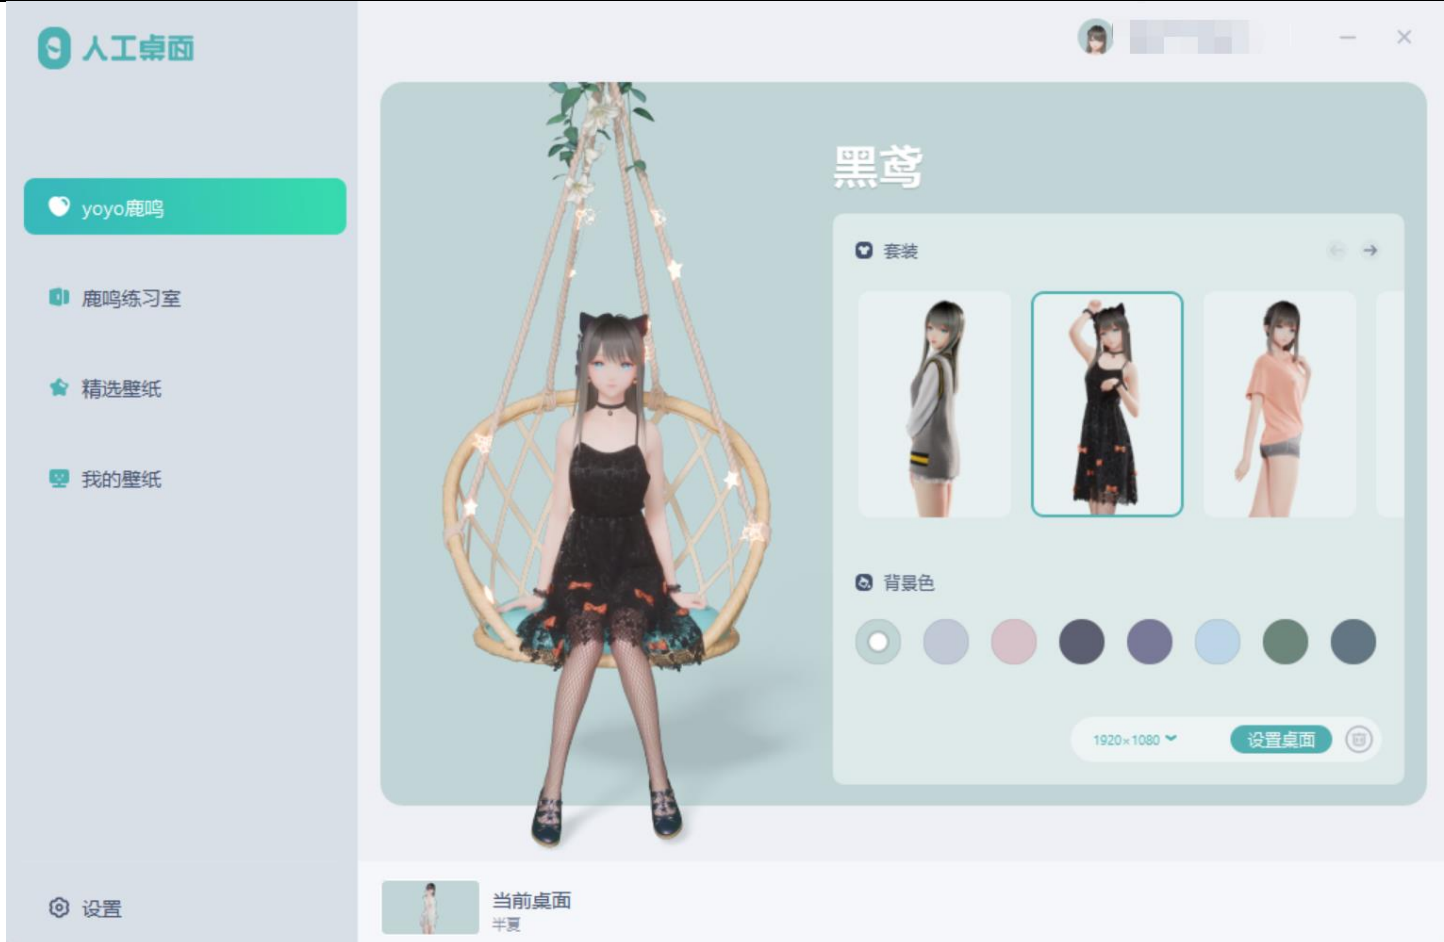 人工桌面
yoyo鹿鸣
鹿鸣练习室
精选壁纸
我的壁纸
设置
黑鸢
套装
背景色
1920×1080
设置桌面
当前桌面
半夏